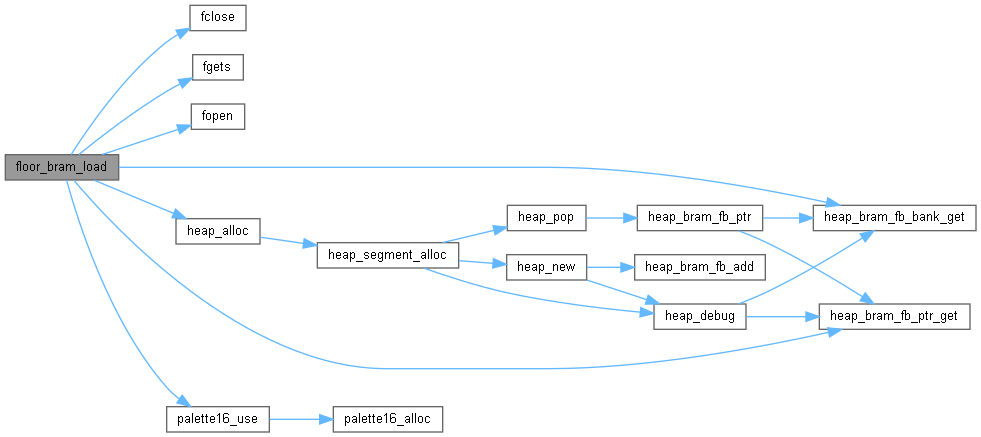 fclose
fgets
fopen
floor_bram_load
heap_alloc
heap_segment_alloc
heap_pop
heap_bram_fb_ptr
heap_bram_fb_bank_get
heap_new
heap_bram_fb_add
heap_debug
heap_bram_fb_ptr_get
palette16_use
palette16_alloc